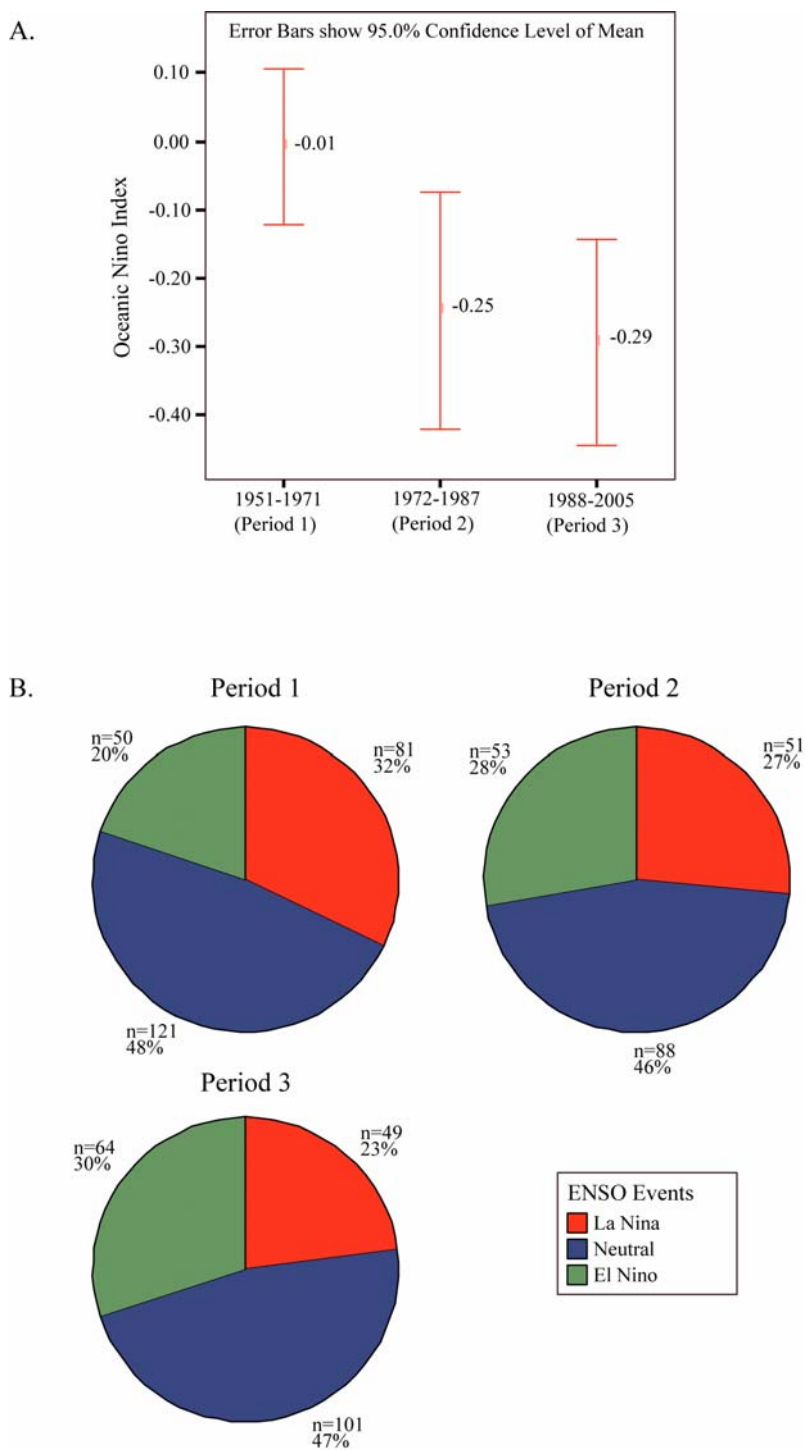 A.
Error Bars show 95.0% Confidence Level of Mean
Oceanic Nino Index
0.10
0.00
-0.10
-0.20
-0.30
-0.40
-0.01
-0.25
-0.29
1951-1971
(Period 1)
1972-1987
(Period 2)
1988-2005
(Period 3)
B.
Period 1
n=50
20%
n=81
32%
n=121
48%
Period 2
n=53
28%
n=51
27%
n=88
46%
Period 3
n=64
30%
n=49
23%
n=101
47%
ENSO Events
La Nina
Neutral
El Nino